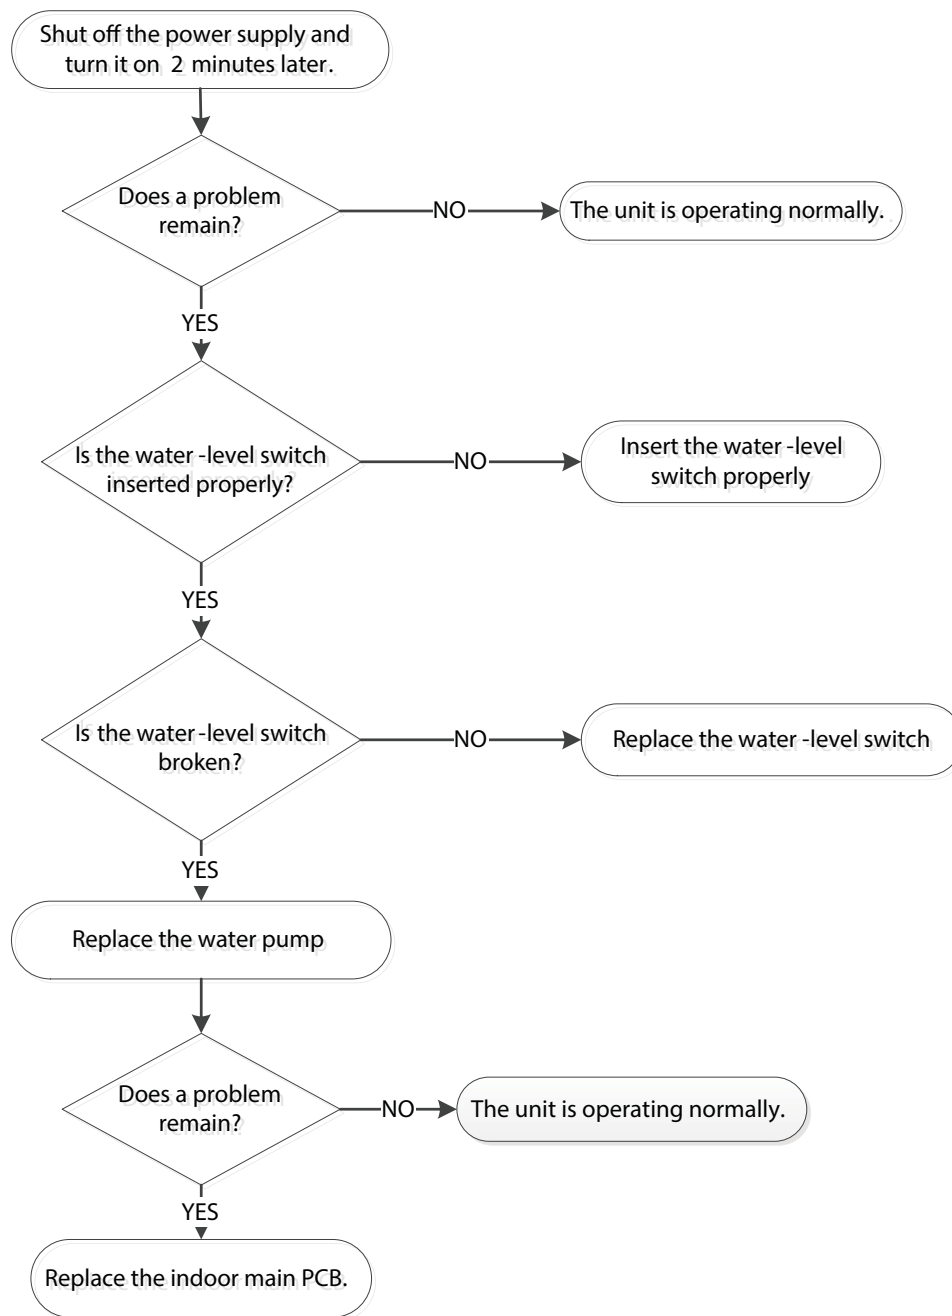 Shut off the power supply and
turn it on 2 minutes later.
Does a problem
remain?
NO
The unit is operating normally.
YES
Is the water -level switch
inserted properly?
NO
Insert the water -level
switch properly
YES
Is the water -level switch
broken?
NO
Replace the water -level switch
YES
Replace the water pump
Does a problem
remain?
NO
The unit is operating normally.
YES
Replace the indoor main PCB.